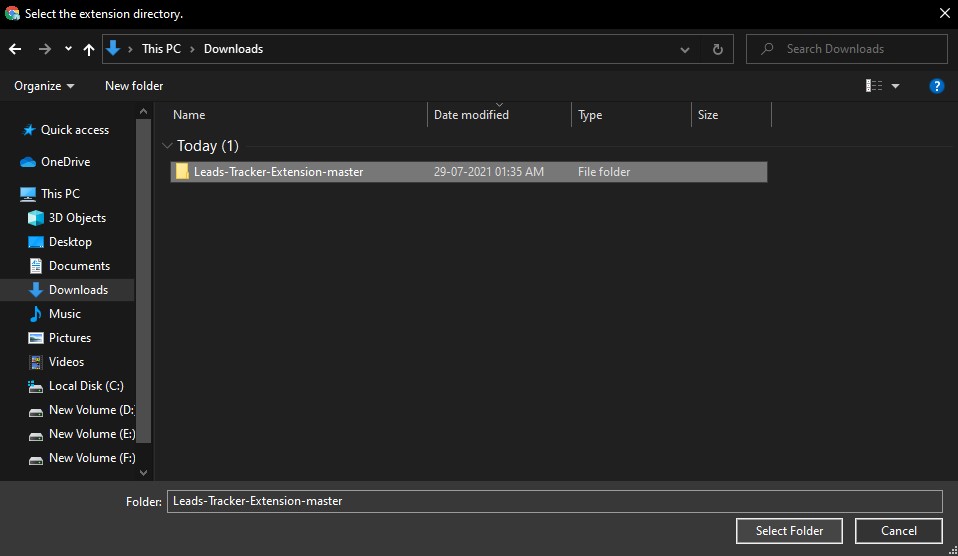 Select the extension directory.
This PC Downloads
Search Downloads
Organize New folder
Name Date modified Type Size
Quick access
OneDrive
This PC
3D Objects
Desktop
Documents
Downloads
Music
Pictures
Videos
Local Disk (C:)
New Volume (D:
New Volume (E:)
New Volume (F:)
Today (1)
Leads-Tracker-Extension-master 29-07-2021 01:35 AM File folder
Folder: Leads-Tracker-Extension-master
Select Folder Cancel